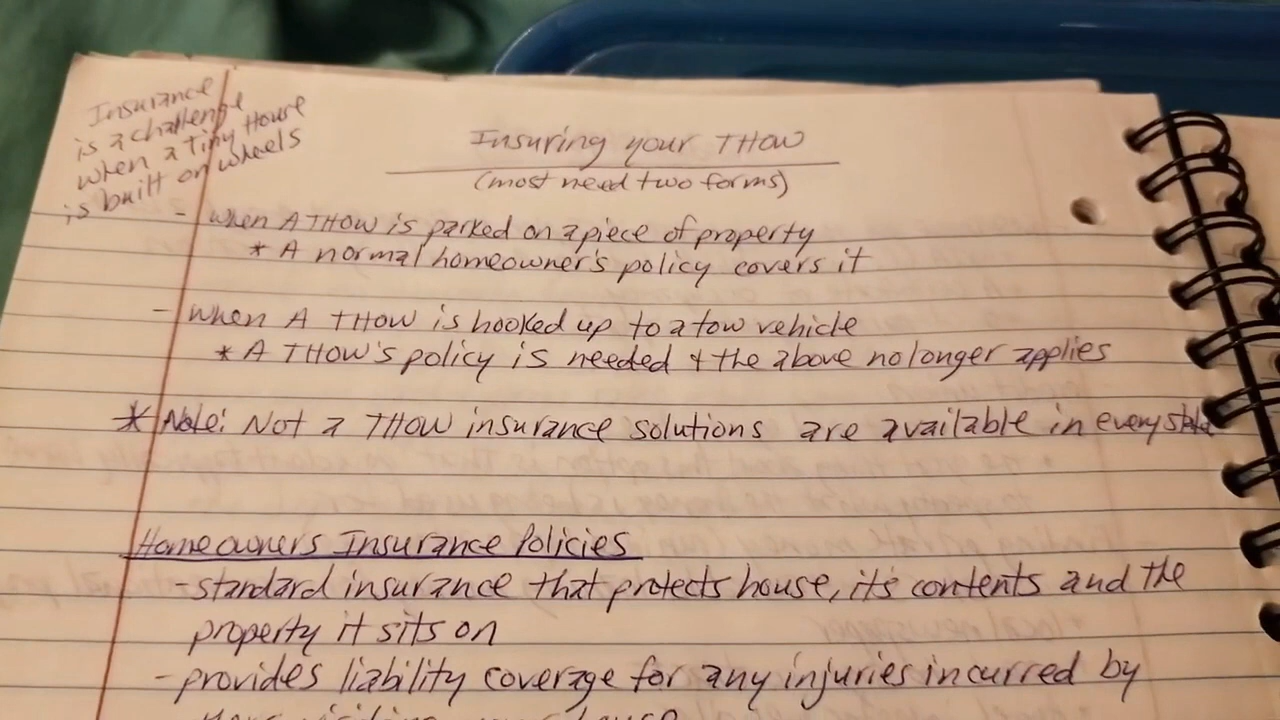 Insurance
is a challenge
when a tiny House
is built on wheels
Insuring your THOW
(most need two forms)
- when A THOW is parked on a piece of property
* A normal homeowner's policy covers it
- when A THOW is hooked up to a tow vehicle
* A THOW's policy is needed & the above no longer applies
* Note: Not a THOW insurance solutions are available in every state
Homeowners Insurance Policies
- standard insurance that protects house, it's contents and the
property it sits on
- provides liability coverage for any injuries incurred by